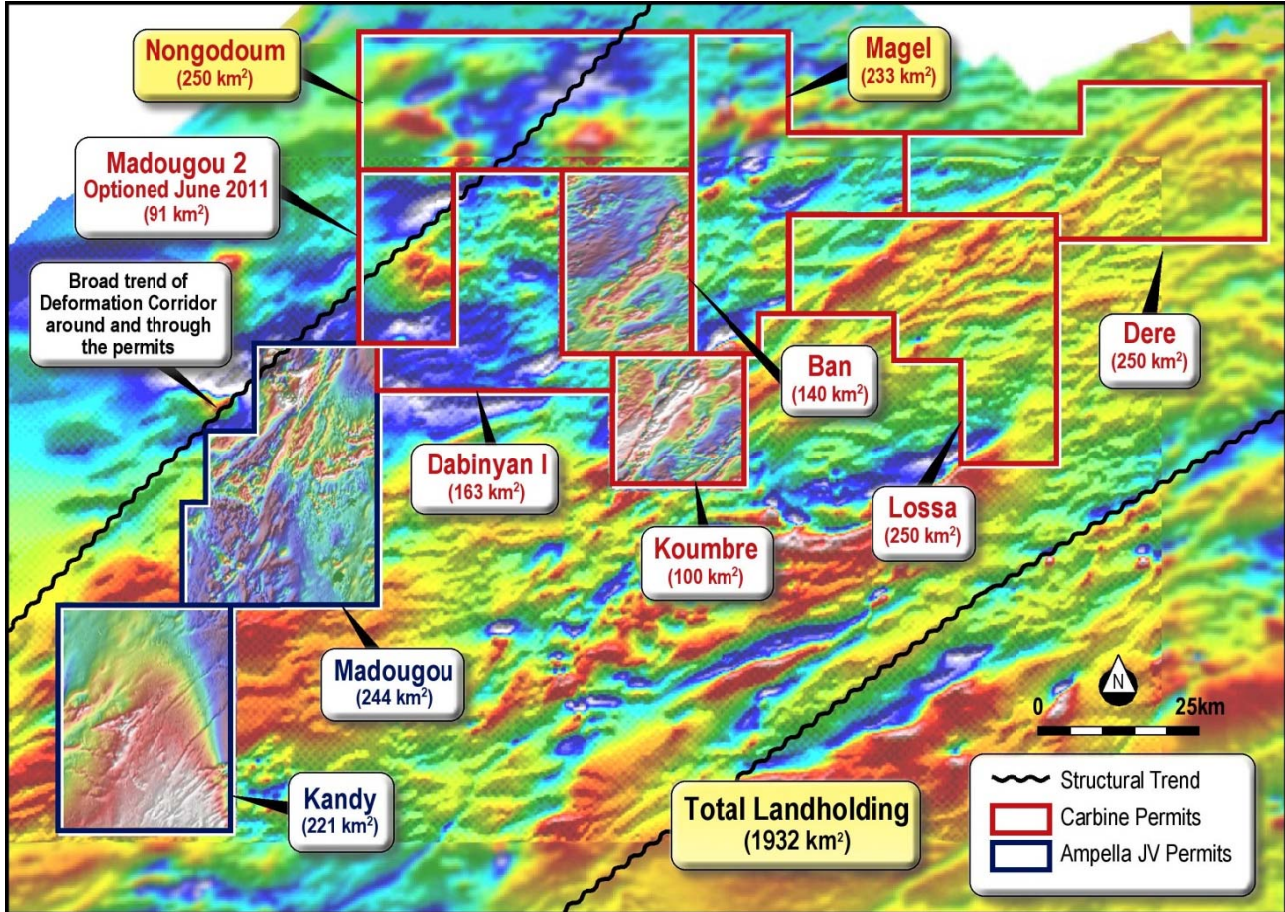 Nongodoum
(250 km²)
Magel
(233 km²)
Madougou 2
Optioned June 2011
(91 km²)
Broad trend of
Deformation Corridor
around and through
the permits
Dere
(250 km²)
Ban
(140 km²)
Dabinyan I
(163 km²)
Lossa
(250 km²)
Koumbre
(100 km²)
Madougou
(244 km²)
Kandy
(221 km²)
N
0 25km
Total Landholding
(1932 km²)
Structural Trend
Carbine Permits
Ampella JV Permits